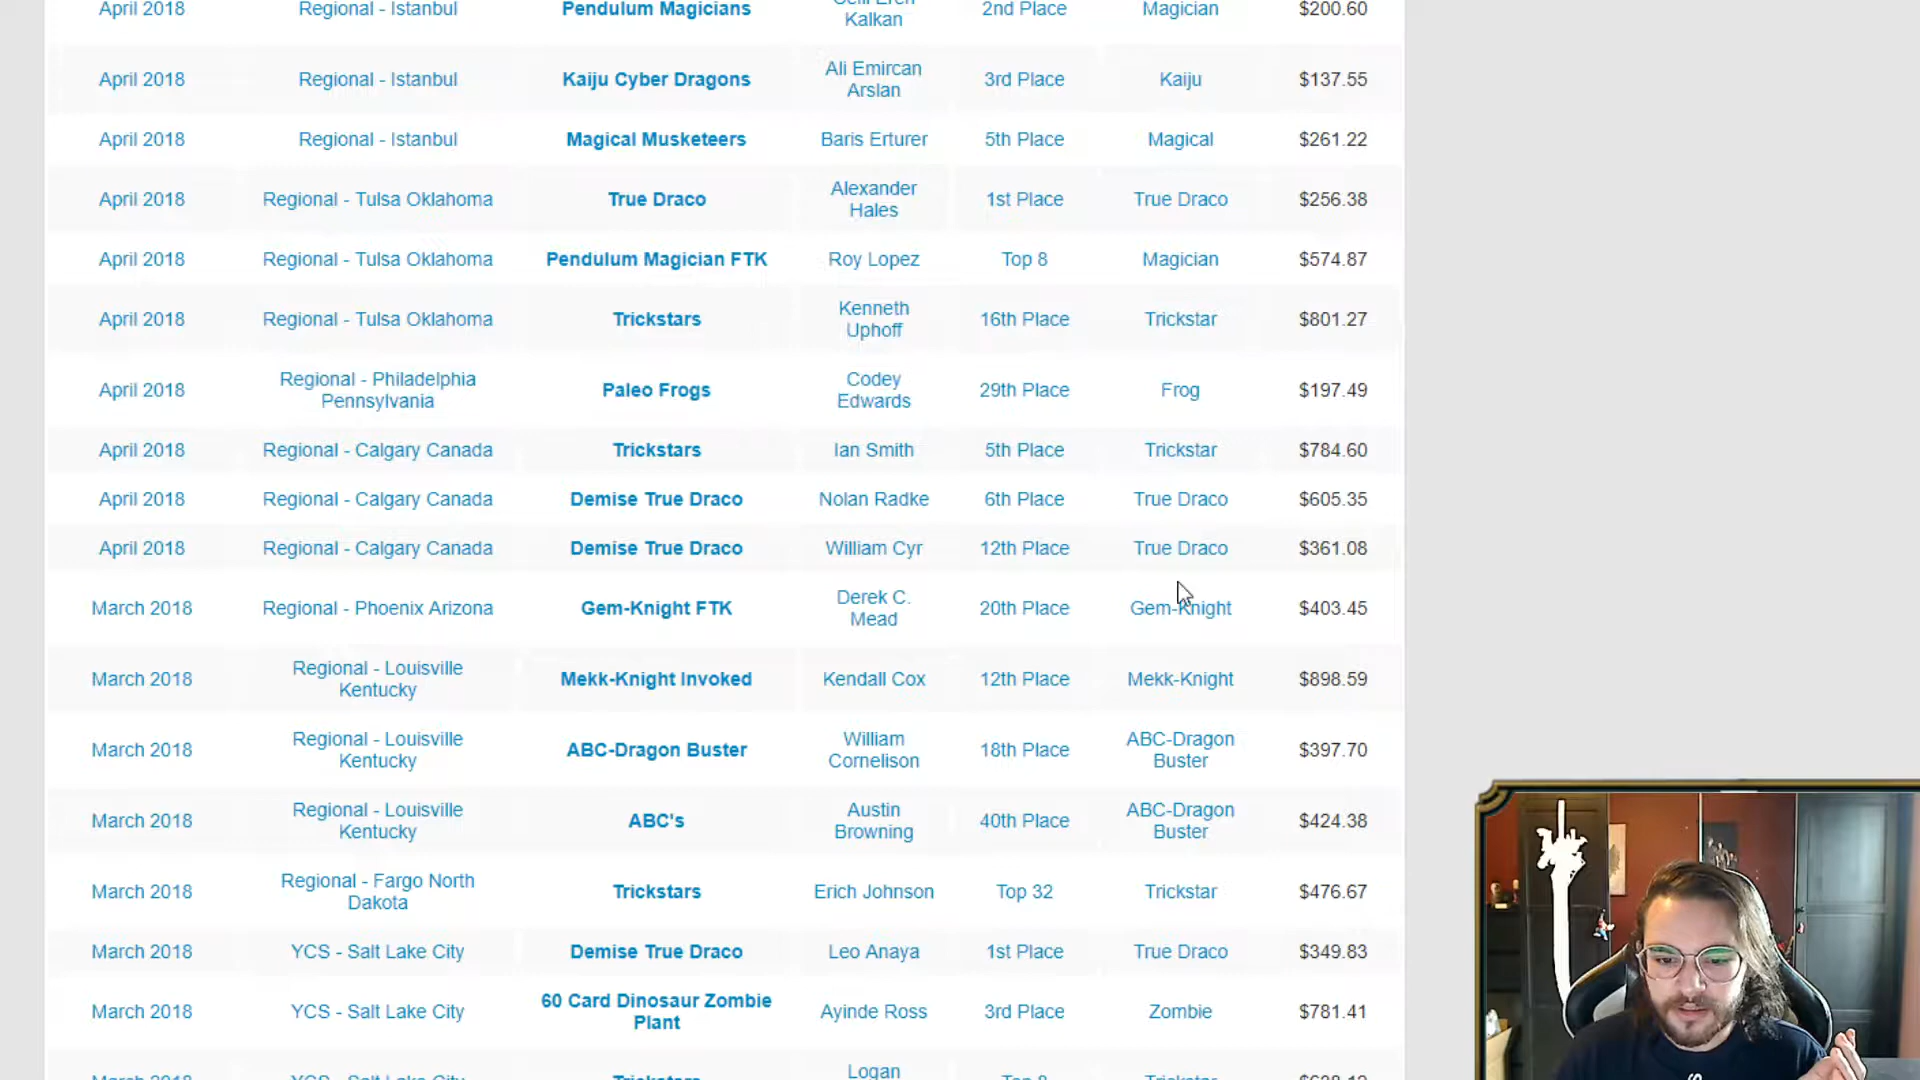 April 2018 Regional - Istanbul Pendulum Magicians Kalkan 2nd Place Magician $200.60
April 2018 Regional - Istanbul Kaiju Cyber Dragons Ali Emircan Arslan 3rd Place Kaiju $137.55
April 2018 Regional - Istanbul Magical Musketeers Baris Erturer 5th Place Magical $261.22
April 2018 Regional - Tulsa Oklahoma True Draco Alexander Hales 1st Place True Draco $256.38
April 2018 Regional - Tulsa Oklahoma Pendulum Magician FTK Roy Lopez Top 8 Magician $574.87
April 2018 Regional - Tulsa Oklahoma Trickstars Kenneth Uphoff 16th Place Trickstar $801.27
April 2018 Regional - Philadelphia Pennsylvania Paleo Frogs Codey Edwards 29th Place Frog $197.49
April 2018 Regional - Calgary Canada Trickstars Ian Smith 5th Place Trickstar $784.60
April 2018 Regional - Calgary Canada Demise True Draco Nolan Radke 6th Place True Draco $605.35
April 2018 Regional - Calgary Canada Demise True Draco William Cyr 12th Place True Draco $361.08
March 2018 Regional - Phoenix Arizona Gem-Knight FTK Derek C. Mead 20th Place Gem-Knight $403.45
March 2018 Regional - Louisville Kentucky Mekk-Knight Invoked Kendall Cox 12th Place Mekk-Knight $898.59
March 2018 Regional - Louisville Kentucky ABC-Dragon Buster William Cornelison 18th Place ABC-Dragon Buster $397.70
March 2018 Regional - Louisville Kentucky ABC's Austin Browning 40th Place ABC-Dragon Buster $424.38
March 2018 Regional - Fargo North Dakota Trickstars Erich Johnson Top 32 Trickstar $476.67
March 2018 YCS - Salt Lake City Demise True Draco Leo Anaya 1st Place True Draco $349.83
March 2018 YCS - Salt Lake City 60 Card Dinosaur Zombie Plant Ayinde Ross 3rd Place Zombie $781.41
March 2018 YCS - Salt Lake City Trickstars Logan Top 8 Trickstar